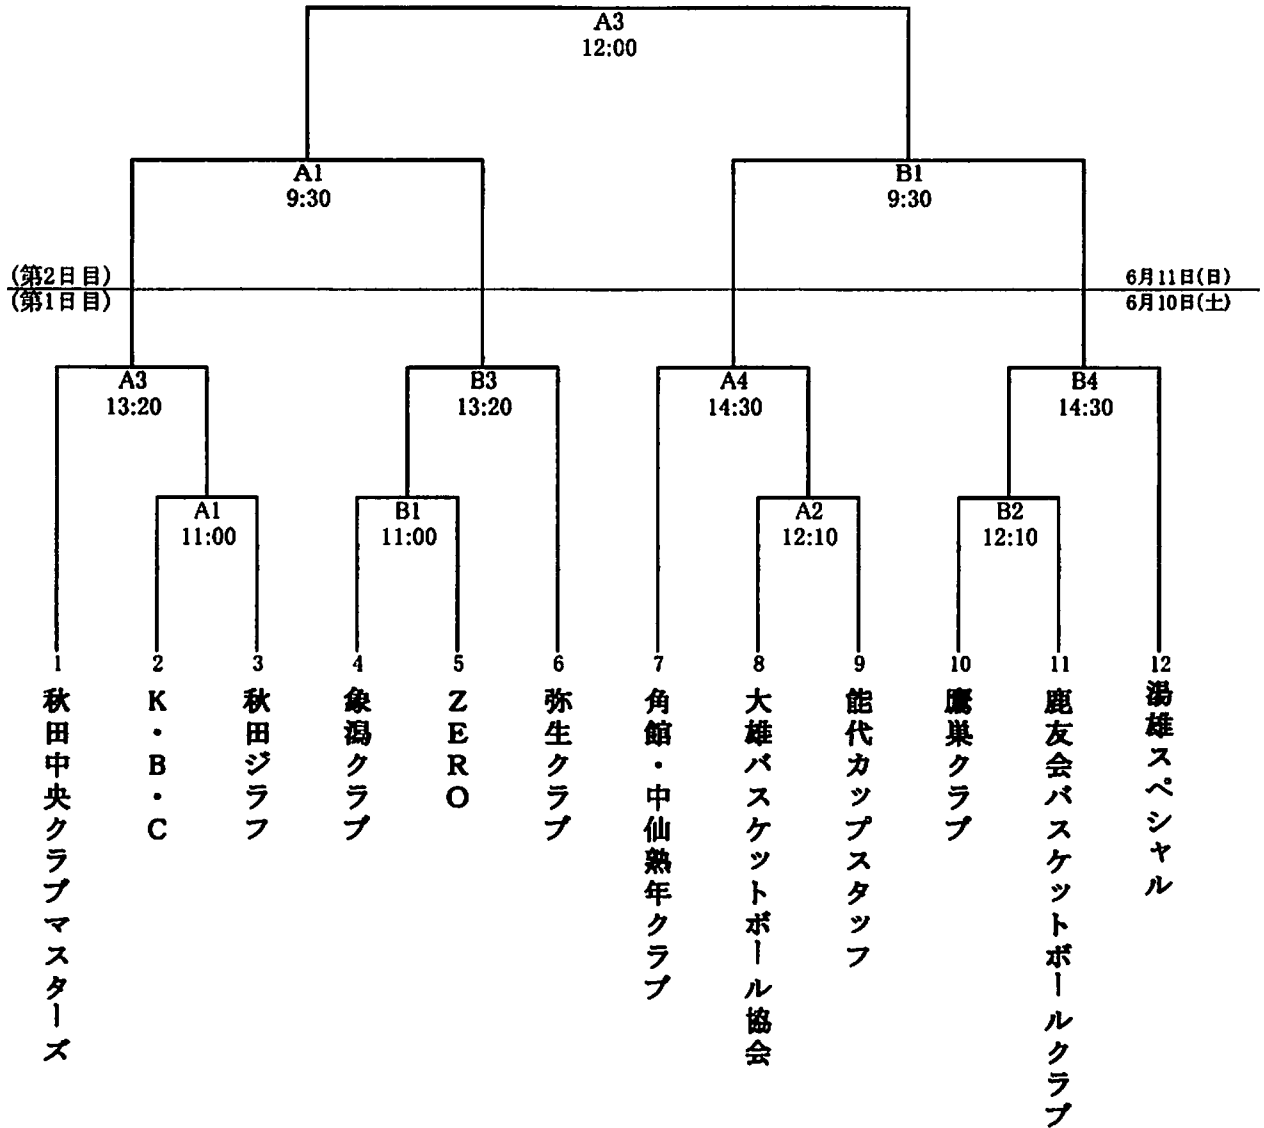 A3
12:00
A1
9:30
B1
9:30
(第2日目)
6月11日(日)
(第1日目)
6月10日(土)
A3
13:20
B3
13:20
A4
14:30
B4
14:30
A1
11:00
B1
11:00
A2
12:10
B2
12:10
1
2
3
4
5
6
7
8
9
10
11
12
秋田中央クラブマスターズ
K・B・C
秋田ジラフ
象潟クラブ
ZERO
弥生クラブ
角館・中仙熟年クラブ
大雄バスケットボール協会
能代カップスタッフ
鷹巣クラブ
鹿友会バスケットボールクラブ
湯雄スペシャル